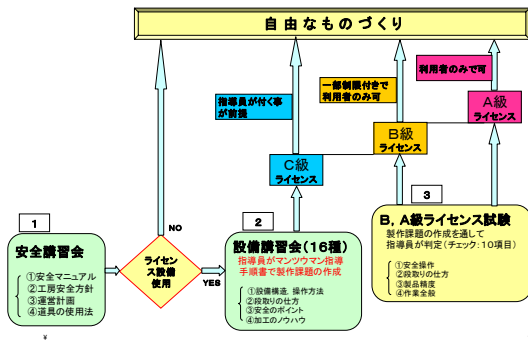 自由なものづくり
指導員が付く事
が前提
一部制限付きで
利用者のみ可
利用者のみで可
A級
ライセンス
B級
ライセンス
C級
ライセンス
1
安全講習会
①安全マニュアル
②工房安全方針
③運営計画
④道具の使用法
ライセ
ンス設備
使用
NO
YES
2
設備講習会(16種)
指導員がマンツウマン指導
手順書で製作課題の作成
①設備構造,操作方法
②段取りの仕方
③安全のポイント
④加工のノウハウ
3
B,A級ライセンス試験
製作課題の作成を通して
指導員が判定(チェック:10項目)
①安全操作
②段取りの仕方
③製品精度
④作業全般
¥